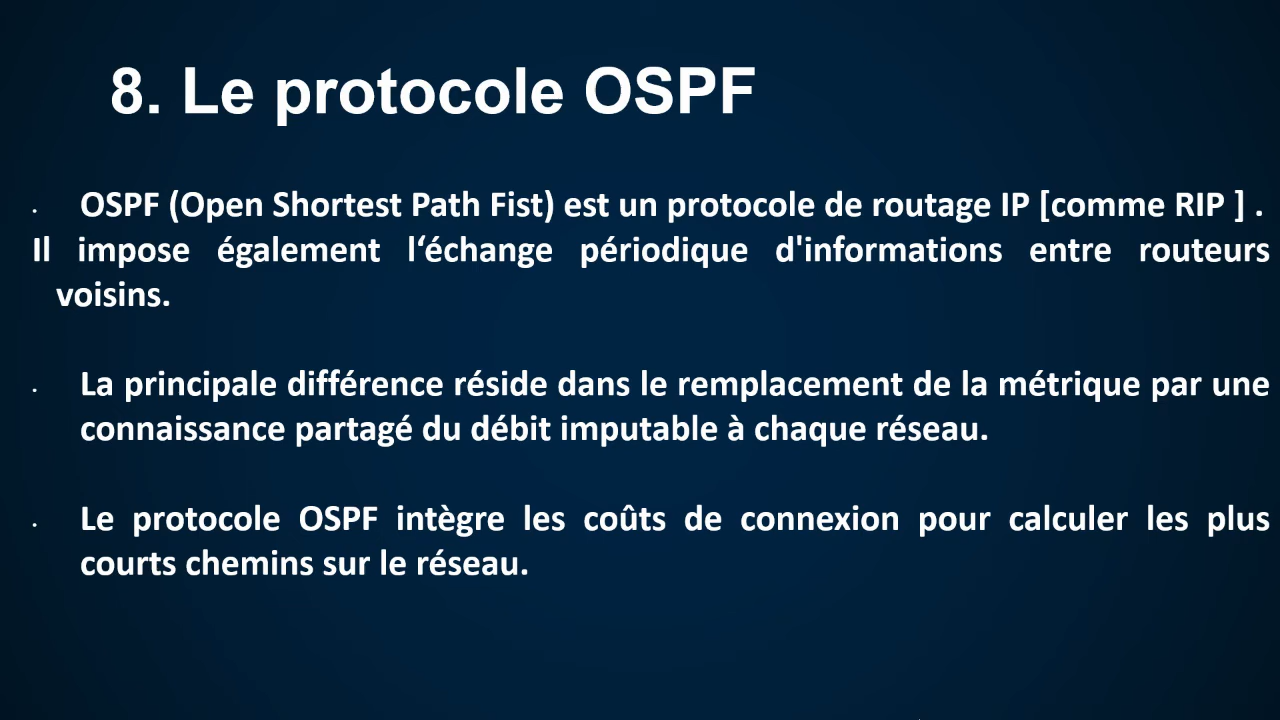 8. Le protocole OSPF
• OSPF (Open Shortest Path Fist) est un protocole de routage IP [comme RIP ] .
Il impose également l‘échange périodique d'informations entre routeurs
voisins.
• La principale différence réside dans le remplacement de la métrique par une
connaissance partagé du débit imputable à chaque réseau.
• Le protocole OSPF intègre les coûts de connexion pour calculer les plus
courts chemins sur le réseau.